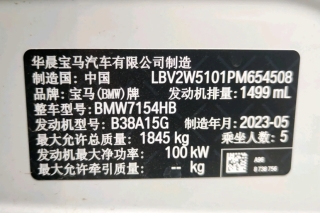 华晨宝马汽车有限公司制造
制造国：中国 LBV2W5101PM654508
品牌：宝马(BMW)牌 发动机排量：1499 mL
整车型号：BMW7154HB
发动机型号：B38A15G 制造年月：2023-05
最大允许总质量：1845 kg 乘坐人数：5
发动机最大净功率：100 kW
最大允许牵引质量：-- kg